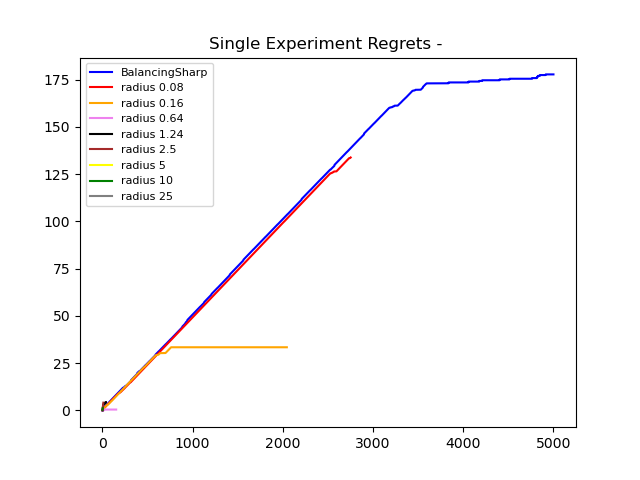 Single Experiment Regrets -
BalancingSharp
radius 0.08
radius 0.16
radius 0.64
radius 1.24
radius 2.5
radius 5
radius 10
radius 25
175
150
125
100
75
50
25
0
0 1000 2000 3000 4000 5000